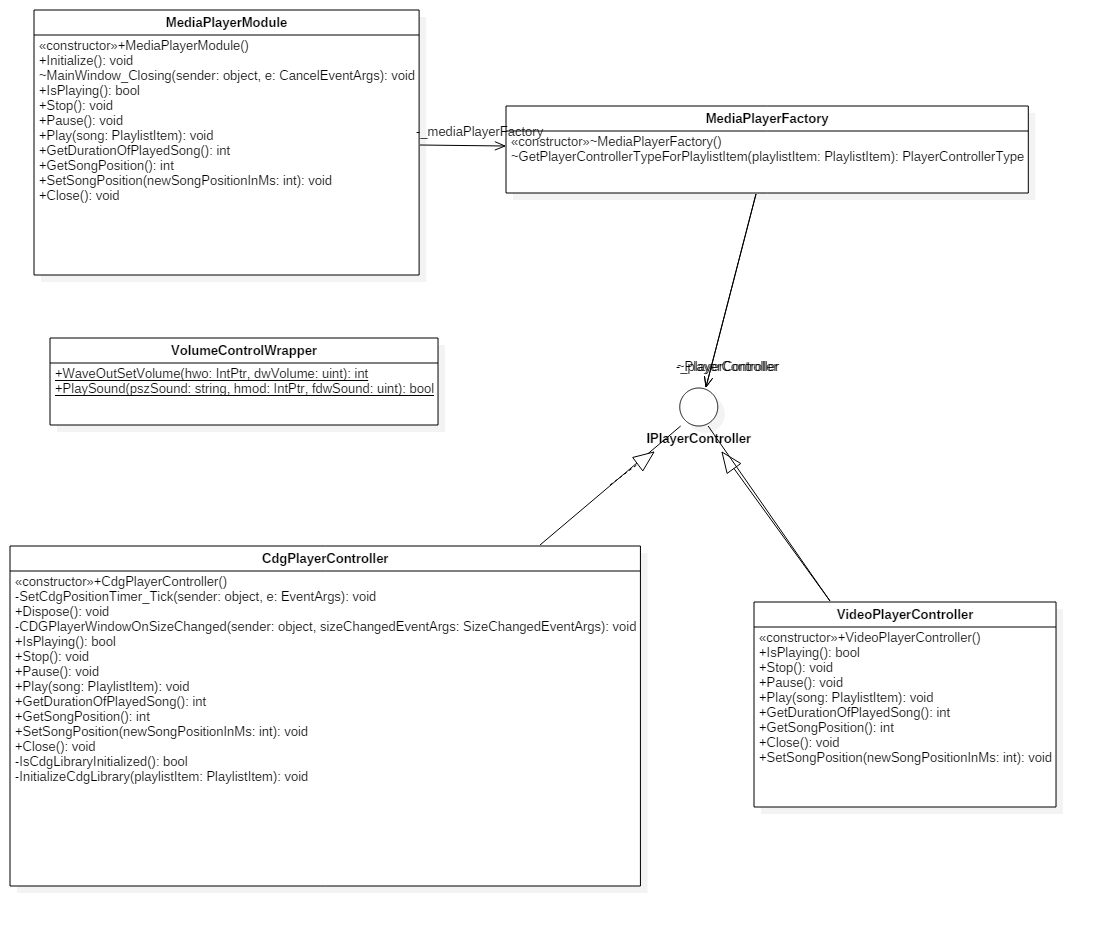 MediaPlayerModule
«constructor»+MediaPlayerModule()
+Initialize(): void
~MainWindow_Closing(sender: object, e: CancelEventArgs): void
+IsPlaying(): bool
+Stop(): void
+Pause(): void
+Play(song: PlaylistItem): void
+GetDurationOfPlayedSong(): int
+GetSongPosition(): int
+SetSongPosition(newSongPositionInMs: int): void
+Close(): void
-_mediaPlayerFactory
MediaPlayerFactory
«constructor»~MediaPlayerFactory()
~GetPlayerControllerTypeForPlaylistItem(playlistItem: PlaylistItem): PlayerControllerType
VolumeControlWrapper
+WaveOutSetVolume(hwo: IntPtr, dwVolume: uint): int
+PlaySound(pszSound: string, hmod: IntPtr, fdwSound: uint): bool
~PlayerController
-_playerController
IPlayerController
CdgPlayerController
«constructor»+CdgPlayerController()
-SetCdgPositionTimer_Tick(sender: object, e: EventArgs): void
+Dispose(): void
-CDGPlayerWindowOnSizeChanged(sender: object, sizeChangedEventArgs: SizeChangedEventArgs): void
+IsPlaying(): bool
+Stop(): void
+Pause(): void
+Play(song: PlaylistItem): void
+GetDurationOfPlayedSong(): int
+GetSongPosition(): int
+SetSongPosition(newSongPositionInMs: int): void
+Close(): void
-IsCdgLibraryInitialized(): bool
-InitializeCdgLibrary(playlistItem: PlaylistItem): void
VideoPlayerController
«constructor»+VideoPlayerController()
+IsPlaying(): bool
+Stop(): void
+Pause(): void
+Play(song: PlaylistItem): void
+GetDurationOfPlayedSong(): int
+GetSongPosition(): int
+Close(): void
+SetSongPosition(newSongPositionInMs: int): void